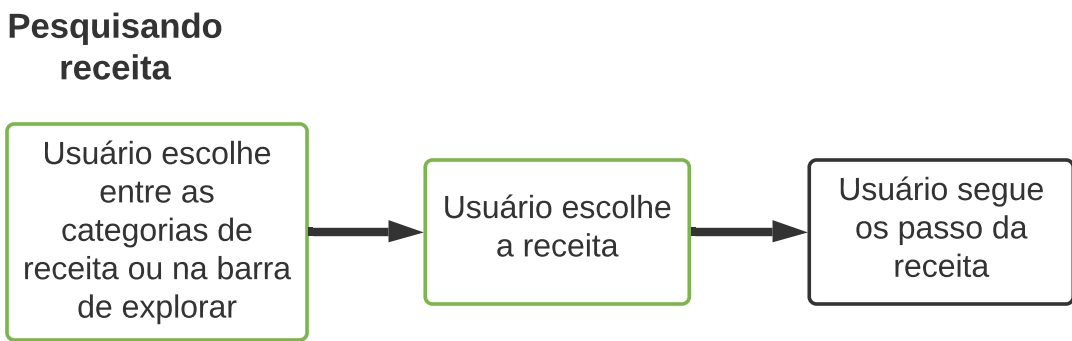 Pesquisando
receita
Usuário escolhe
entre as
categorias de
receita ou na barra
de explorar
Usuário escolhe
a receita
Usuário segue
os passo da
receita